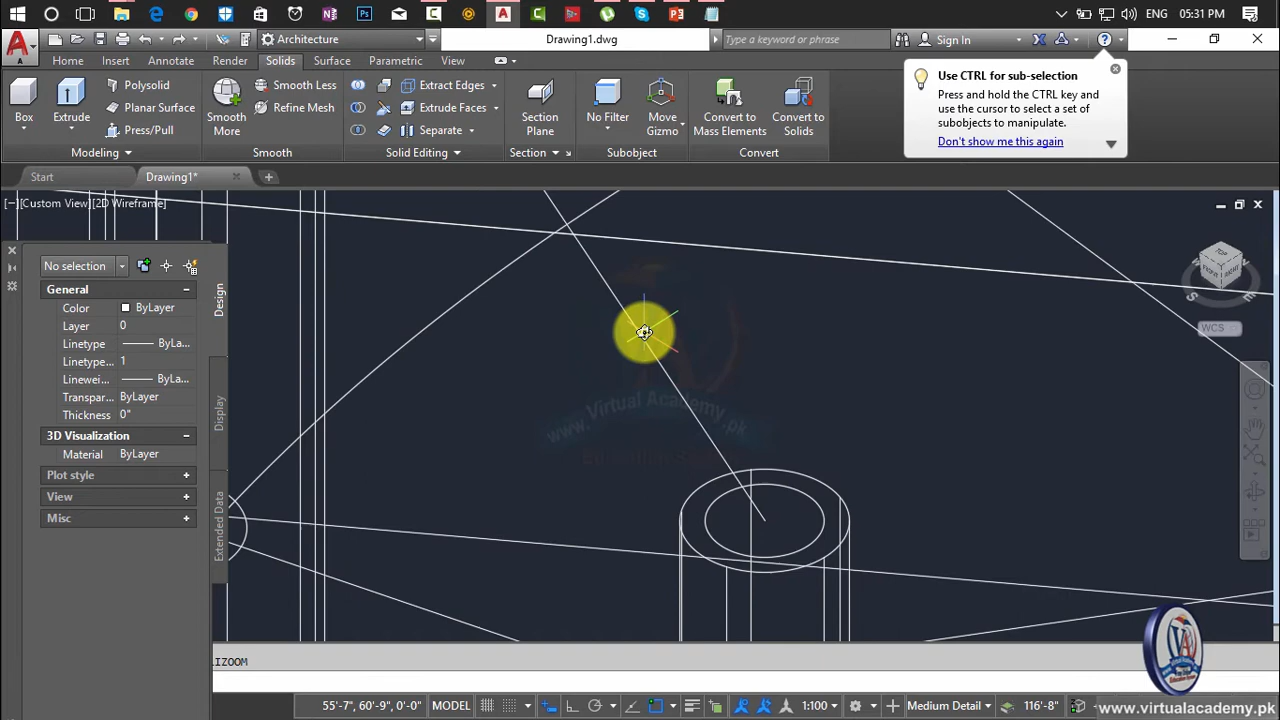 ENG 05:31 PM
Architecture
Drawing1.dwg
Type a keyword or phrase
Sign In
Home Insert Annotate Render Solids Surface Parametric View
Use CTRL for sub-selection
Press and hold the CTRL key and
use the cursor to select a set of
subobjects to manipulate.
Don't show me this again
Box
Extrude
Polysolid
Planar Surface
Press/Pull
Smooth
More
Smooth Less
Refine Mesh
Extract Edges
Extrude Faces
Separate
Section
Plane
No Filter
Move
Gizmo
Convert to
Mass Elements
Convert to
Solids
Modeling
Smooth
Solid Editing
Section
Subobject
Convert
Start
Drawing1*
[−][Custom View][2D Wireframe]
No selection
General
Color ByLayer
Layer 0
Linetype ByLa...
Linetype... 1
Linewei... ByLa...
Transpar... ByLayer
Thickness 0"
3D Visualization
Material ByLayer
Plot style
View
Misc
Design
Display
Extended Data
TOP
FRONT
RIGHT
S
E
WCS
www.Virtual Academy.pk
LIZOOM
55'-7", 60'-9", 0'-0"
MODEL
1:100
Medium Detail
116'-8"
www.virtualacademy.pk